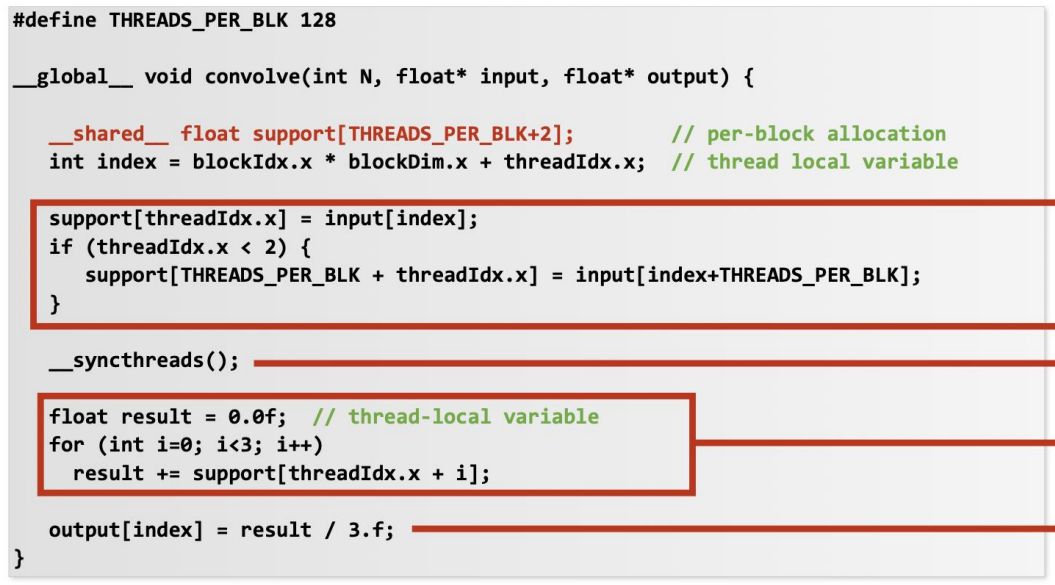 #define THREADS_PER_BLK 128
__global__ void convolve(int N, float* input, float* output) {
__shared__ float support[THREADS_PER_BLK+2];          // per-block allocation
int index = blockIdx.x * blockDim.x + threadIdx.x;  // thread local variable
support[threadIdx.x] = input[index];
if (threadIdx.x < 2) {
support[THREADS_PER_BLK + threadIdx.x] = input[index+THREADS_PER_BLK];
}
__syncthreads();
float result = 0.0f;  // thread-local variable
for (int i=0; i<3; i++)
result += support[threadIdx.x + i];
output[index] = result / 3.f;
}